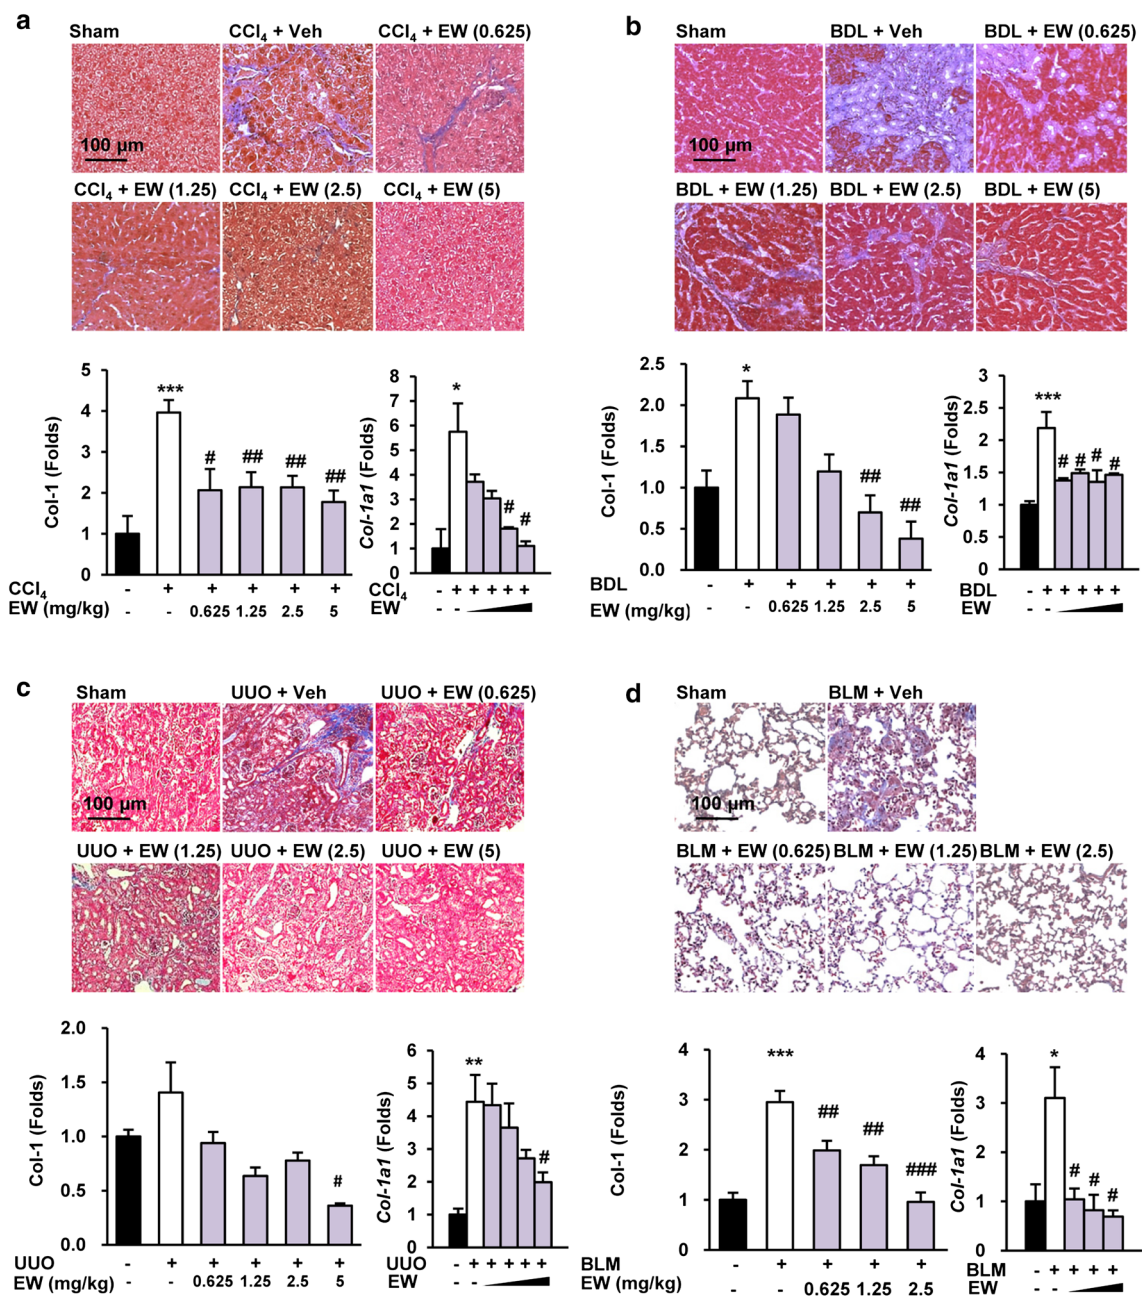 a
Sham
CCl₄ + Veh
CCl₄ + EW (0.625)
100 µm
CCl₄ + EW (1.25)
CCl₄ + EW (2.5)
CCl₄ + EW (5)
Col-1 (Folds)
5
4
3
2
1
0
***
#
##
##
##
CCl₄ - + + + + +
EW (mg/kg) - - 0.625 1.25 2.5 5
Col-1a1 (Folds)
8
7
6
5
4
3
2
1
0
*
#
#
CCl₄ - + + + + +
EW - -
b
Sham
BDL + Veh
BDL + EW (0.625)
100 µm
BDL + EW (1.25)
BDL + EW (2.5)
BDL + EW (5)
Col-1 (Folds)
2.5
2.0
1.5
1.0
0.5
0.0
*
##
##
BDL - + + + + +
EW (mg/kg) - - 0.625 1.25 2.5 5
Col-1a1 (Folds)
3
2.5
2
1.5
1
0.5
0
***
#
#
#
#
BDL - + + + + +
EW - -
c
Sham
UUO + Veh
UUO + EW (0.625)
100 µm
UUO + EW (1.25)
UUO + EW (2.5)
UUO + EW (5)
Col-1 (Folds)
2.0
1.5
1.0
0.5
0.0
#
UUO - + + + + +
EW (mg/kg) - - 0.625 1.25 2.5 5
Col-1a1 (Folds)
6
5
4
3
2
1
0
**
#
UUO - + + + + +
EW - -
d
Sham
BLM + Veh
100 µm
BLM + EW (0.625)
BLM + EW (1.25)
BLM + EW (2.5)
Col-1 (Folds)
4
3
2
1
0
***
##
##
###
BLM - + + + +
EW (mg/kg) - - 0.625 1.25 2.5
Col-1a1 (Folds)
4
3
2
1
0
*
#
#
#
BLM - + + + +
EW - -